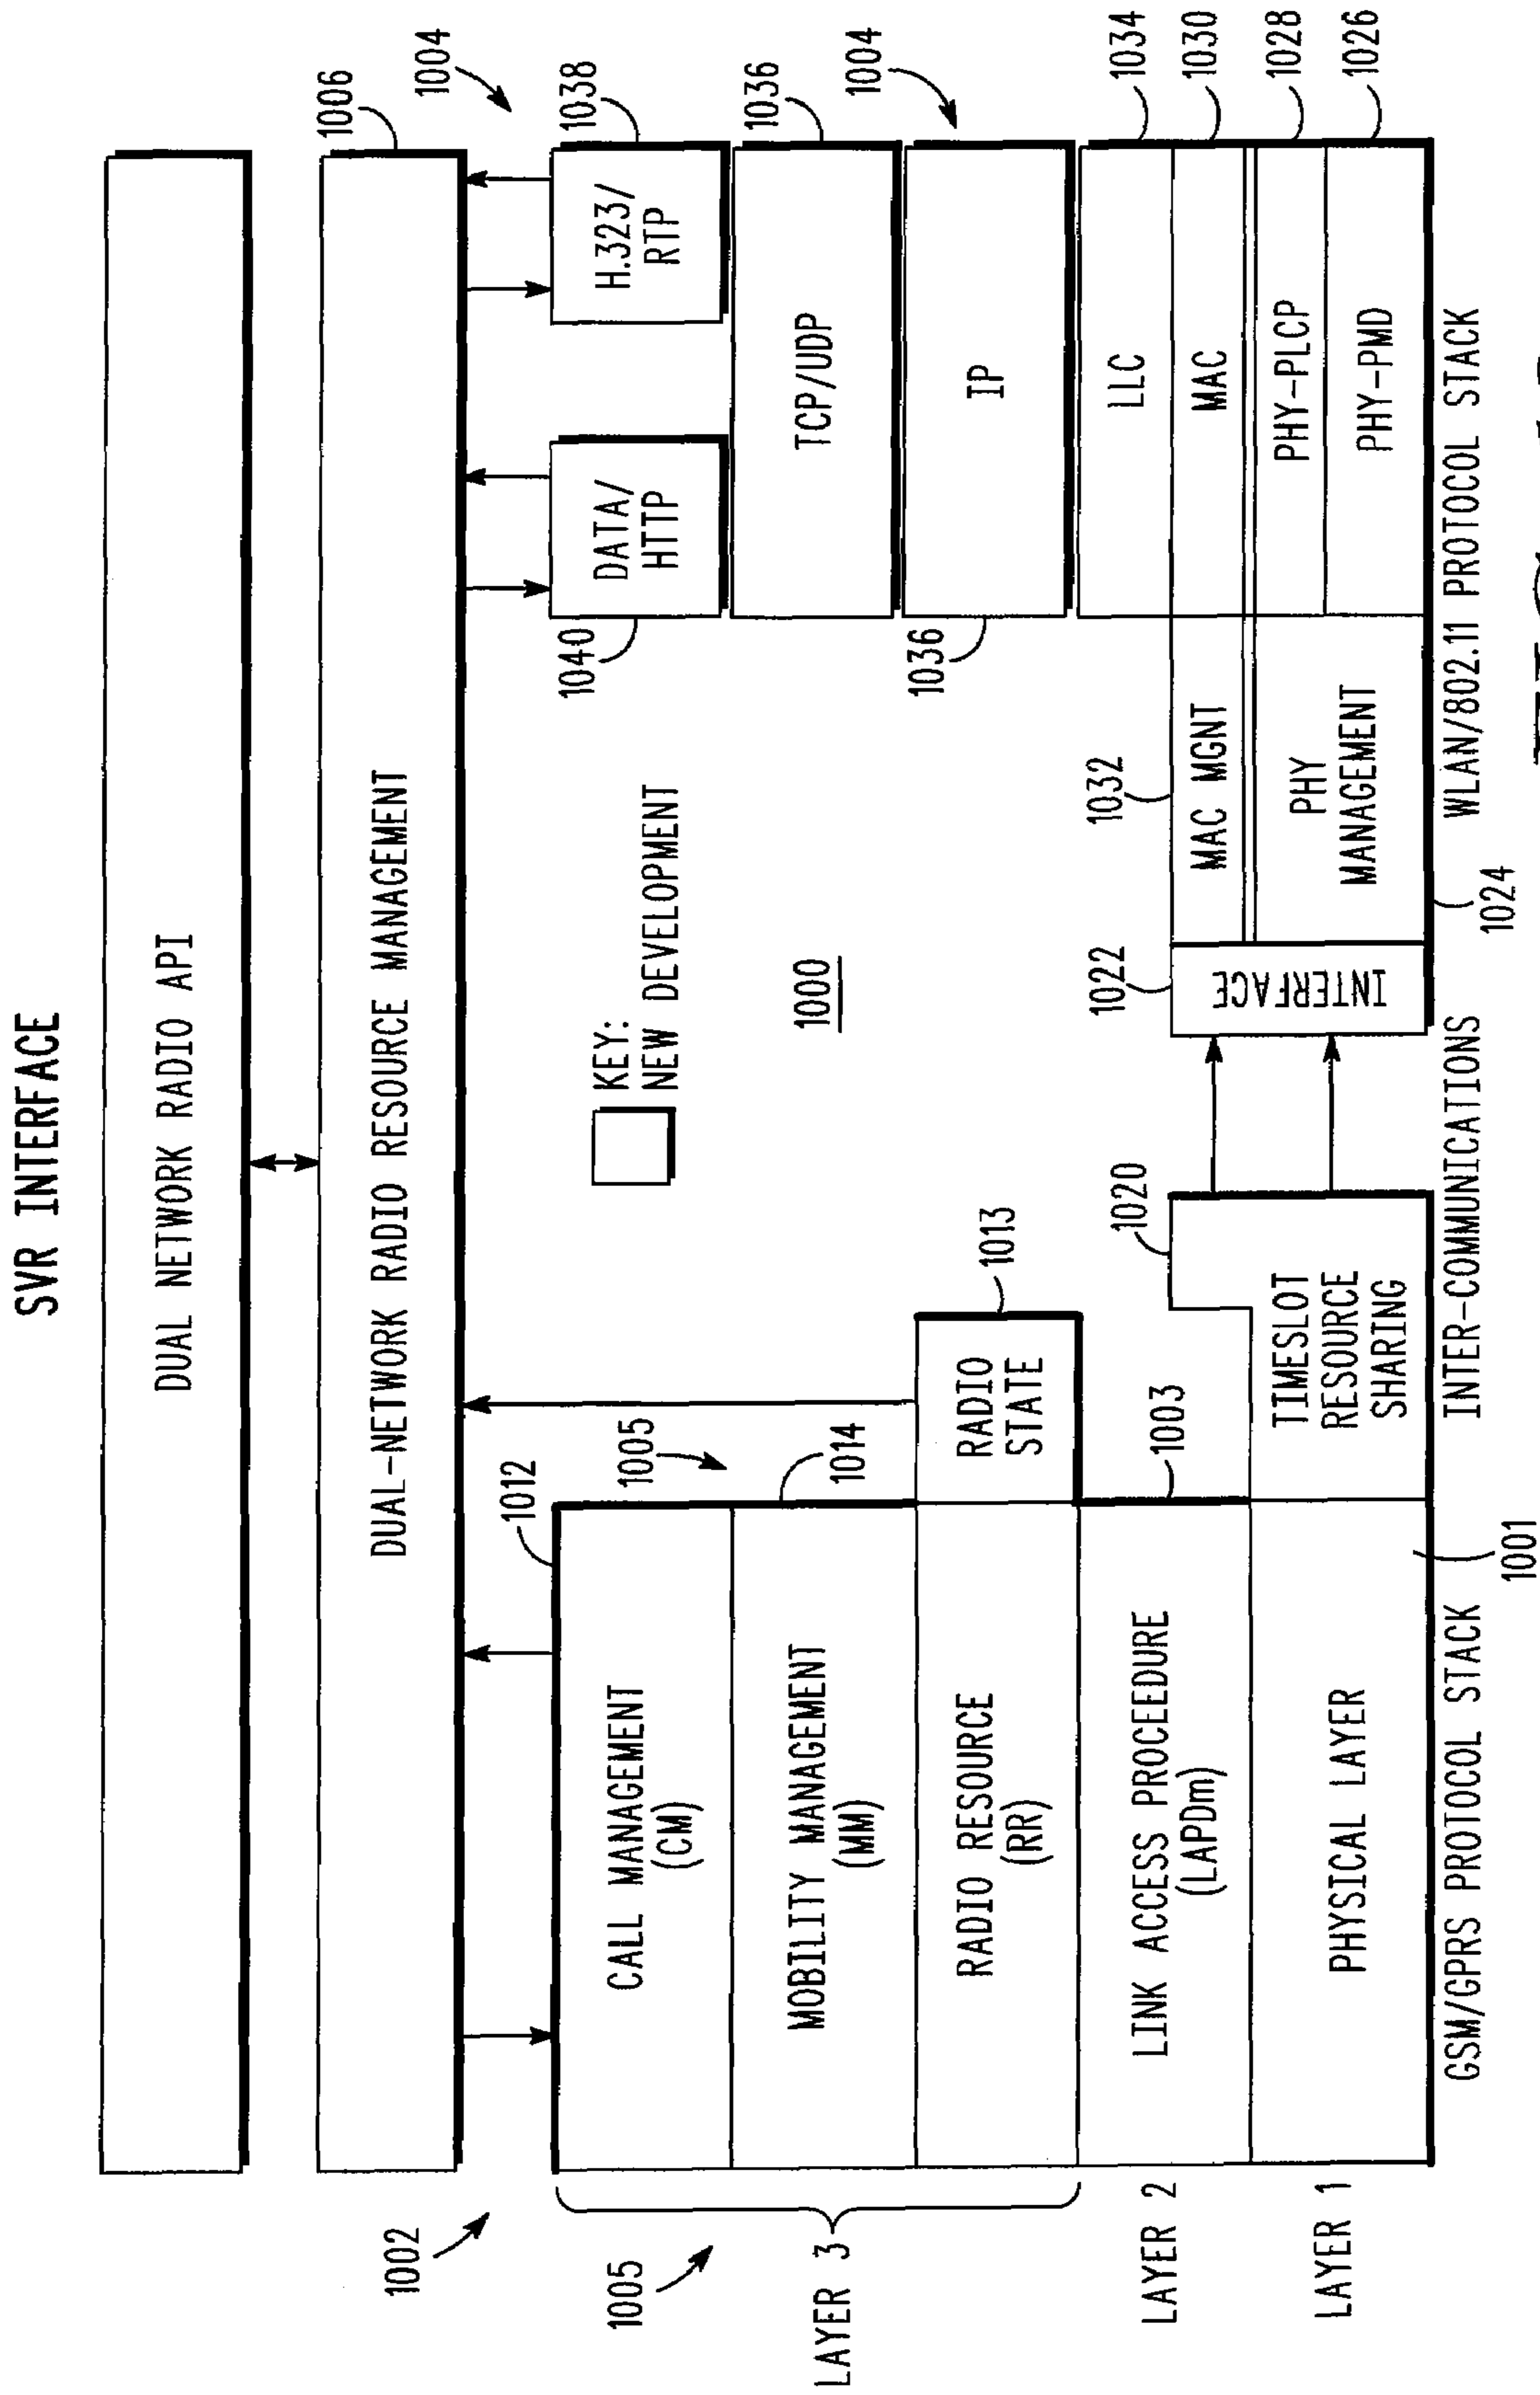 SVR INTERFACE
DUAL NETWORK RADIO API
DUAL-NETWORK RADIO RESOURCE MANAGEMENT
1006
1002
1004
1005
LAYER 3
LAYER 2
LAYER 1
CALL MANAGEMENT
(CM)
1012
MOBILITY MANAGEMENT
(MM)
1005
1014
RADIO RESOURCE
(RR)
RADIO
STATE
1013
LINK ACCESS PROCEEDURE
(LAPDm)
1003
PHYSICAL LAYER
1001
TIMESLOT
RESOURCE
SHARING
1020
KEY:
NEW DEVELOPMENT
1000
DATA/
HTTP
1040
H.323/
RTP
1038
TCP/UDP
1036
IP
1036
1004
INTERFACE
1022
MAC MGNT
1032
PHY
MANAGEMENT
1024
LLC
1034
MAC
1030
PHY-PLCP
1028
PHY-PMD
1026
GSM/GPRS PROTOCOL STACK
INTER-COMMUNICATIONS
WLAN/802.11 PROTOCOL STACK